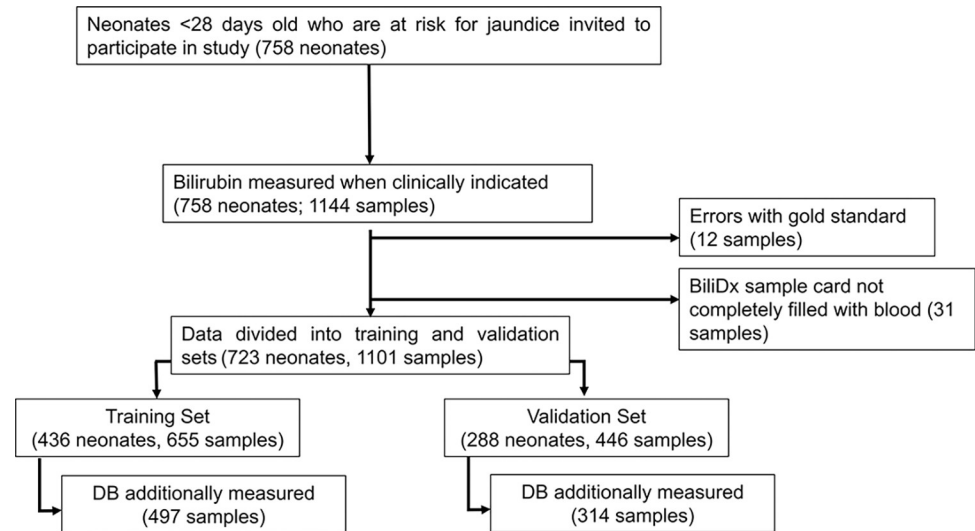 Neonates <28 days old who are at risk for jaundice invited to
participate in study (758 neonates)
Bilirubin measured when clinically indicated
(758 neonates; 1144 samples)
Errors with gold standard
(12 samples)
BiliDx sample card not
completely filled with blood (31
samples)
Data divided into training and validation
sets (723 neonates, 1101 samples)
Training Set
(436 neonates, 655 samples)
Validation Set
(288 neonates, 446 samples)
DB additionally measured
(497 samples)
DB additionally measured
(314 samples)